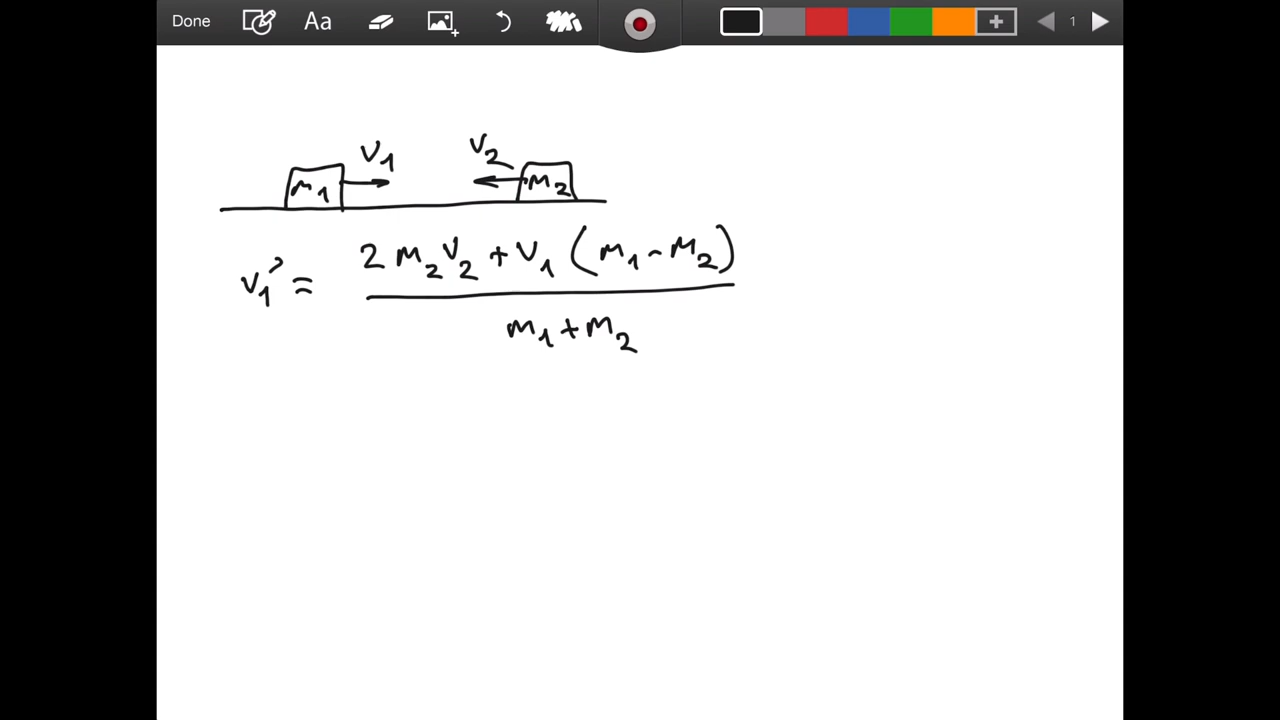 Done Aa 1
V1 V2
m1 m2
v1' = 2 m2 v2 + v1 (m1 - m2)
m1 + m2